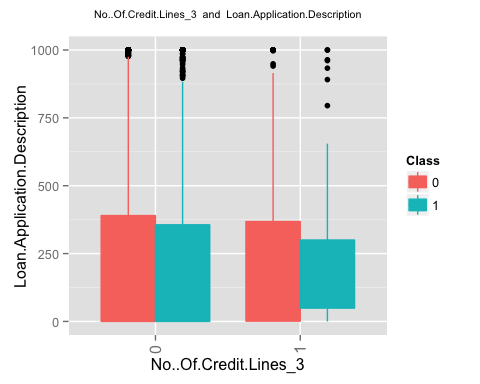 No..Of.Credit.Lines_3 and Loan.Application.Description
1000
750
500
250
0
Loan.Application.Description
0
1
No..Of.Credit.Lines_3
Class
0
1